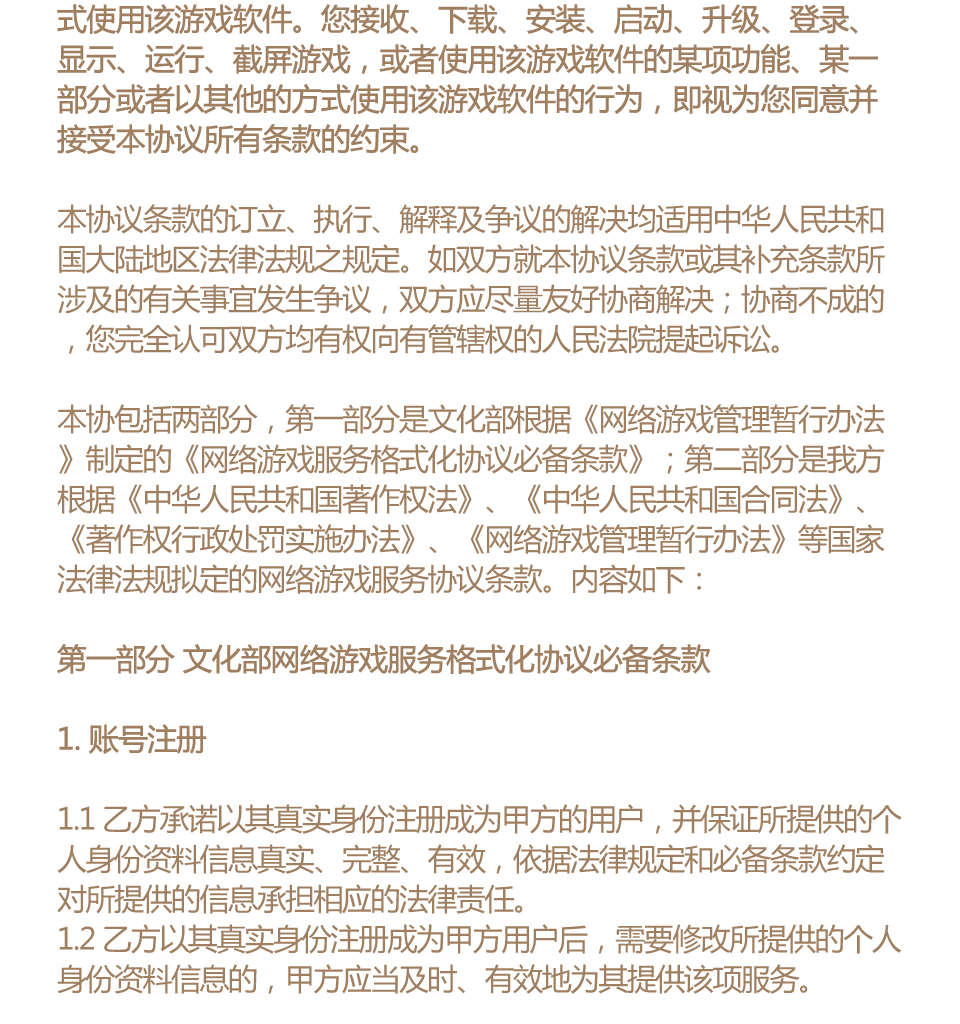 式使用该游戏软件。您接收、下载、安装、启动、升级、登录、
显示、运行、截屏游戏，或者使用该游戏软件的某项功能、某一
部分或者以其他的方式使用该游戏软件的行为，即视为您同意并
接受本协议所有条款的约束。
本协议条款的订立、执行、解释及争议的解决均适用中华人民共和
国大陆地区法律法规之规定。如双方就本协议条款或其补充条款所
涉及的有关事宜发生争议，双方应尽量友好协商解决；协商不成的
，您完全认可双方均有权向有管辖权的人民法院提起诉讼。
本协包括两部分，第一部分是文化部根据《网络游戏管理暂行办法
》制定的《网络游戏服务格式化协议必备条款》；第二部分是我方
根据《中华人民共和国著作权法》、《中华人民共和国合同法》、
《著作权行政处罚实施办法》、《网络游戏管理暂行办法》等国家
法律法规拟定的网络游戏服务协议条款。内容如下：
第一部分 文化部网络游戏服务格式化协议必备条款
1. 账号注册
1.1 乙方承诺以其真实身份注册成为甲方的用户，并保证所提供的个
人身份资料信息真实、完整、有效，依据法律规定和必备条款约定
对所提供的信息承担相应的法律责任。
1.2 乙方以其真实身份注册成为甲方用户后，需要修改所提供的个人
身份资料信息的，甲方应当及时、有效地为其提供该项服务。